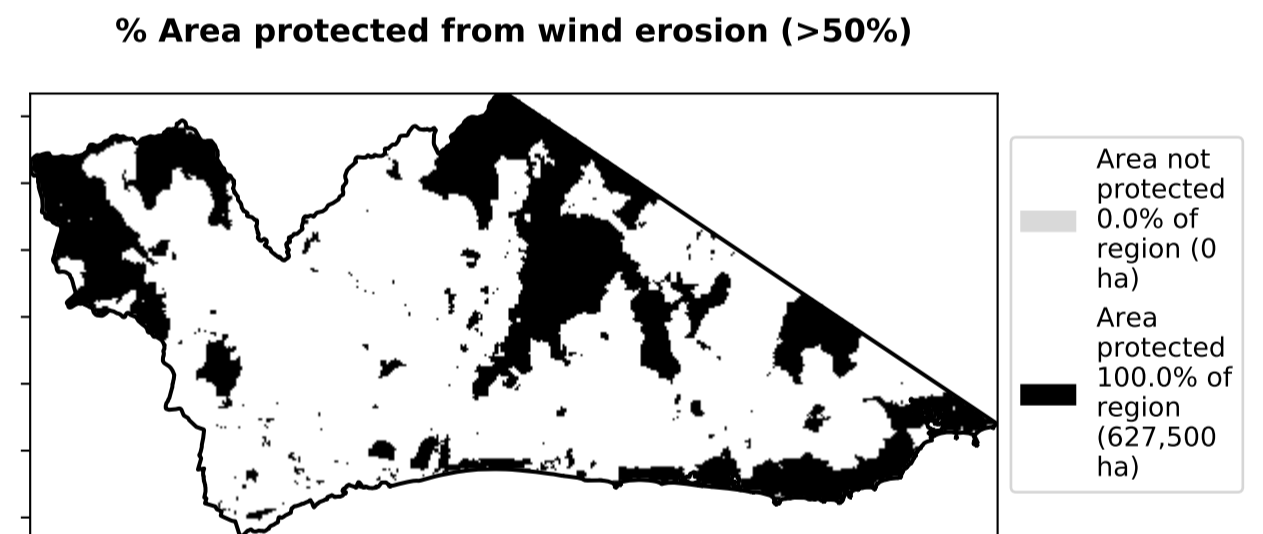 % Area protected from wind erosion (>50%)
Area not
protected
0.0% of
region (0
ha)
Area
protected
100.0% of
region
(627,500
ha)